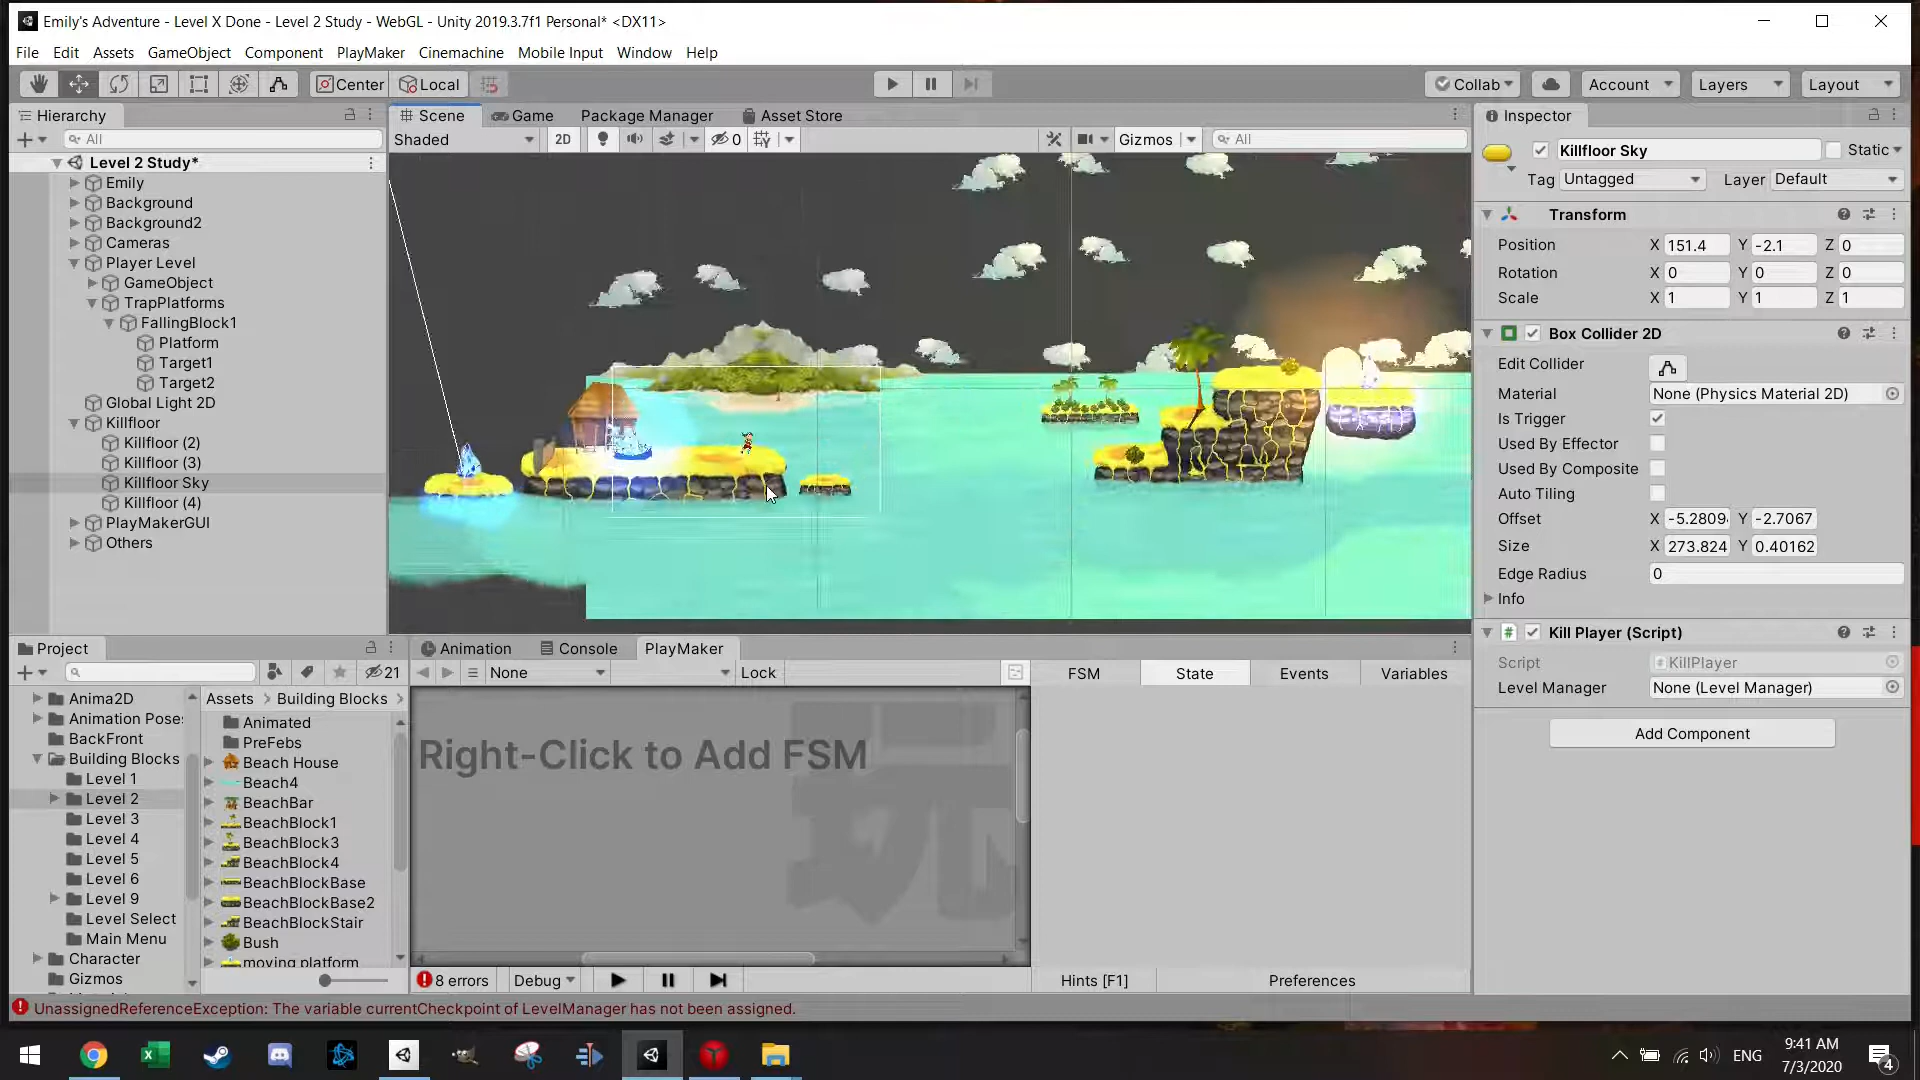 Emily's Adventure - Level X Done - Level 2 Study - WebGL - Unity 2019.3.7f1 Personal* <DX11>
File Edit Assets GameObject Component PlayMaker Cinemachine Mobile Input Window Help
Center Local Collab Account Layers Layout
Hierarchy
All
Level 2 Study*
Emily
Background
Background2
Cameras
Player Level
GameObject
TrapPlatforms
FallingBlock1
Platform
Target1
Target2
Global Light 2D
Killfloor
Killfloor (2)
Killfloor (3)
Killfloor Sky
Killfloor (4)
PlayMakerGUI
Others
Scene Game Package Manager Asset Store
Shaded 2D 0 Gizmos All
Inspector
Killfloor Sky Static
Tag Untagged Layer Default
Transform
Position X 151.4 Y -2.1 Z 0
Rotation X 0 Y 0 Z 0
Scale X 1 Y 1 Z 1
Box Collider 2D
Edit Collider
Material None (Physics Material 2D)
Is Trigger
Used By Effector
Used By Composite
Auto Tiling
Offset X -5.2809 Y -2.7067
Size X 273.824 Y 0.40162
Edge Radius 0
Info
# Kill Player (Script)
Script # KillPlayer
Level Manager None (Level Manager)
Add Component
Project
21
Anima2D
Animation Pose
BackFront
Building Blocks
Level 1
Level 2
Level 3
Level 4
Level 5
Level 6
Level 9
Level Select
Main Menu
Character
Gizmos
Assets > Building Blocks >
Animated
PreFebs
Beach House
Beach4
BeachBar
BeachBlock1
BeachBlock3
BeachBlock4
BeachBlockBase
BeachBlockBase2
BeachBlockStair
Bush
moving platform
Animation Console PlayMaker
None Lock FSM State Events Variables
Right-Click to Add FSM
8 errors Debug Hints [F1] Preferences
UnassignedReferenceException: The variable currentCheckpoint of LevelManager has not been assigned.
ENG
9:41 AM
7/3/2020
4